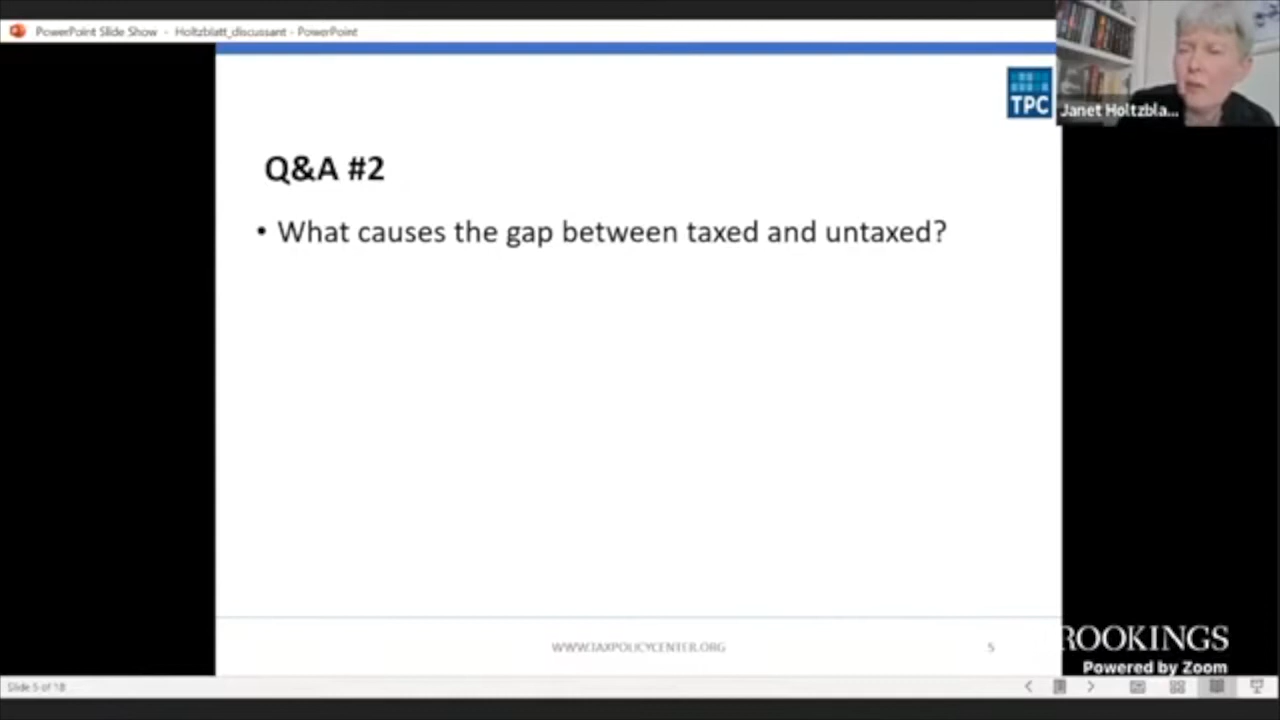 PowerPoint Slide Show - Holtzblatt_discussant - PowerPoint
TPC
Janet Holtzbla...
Q&A #2
• What causes the gap between taxed and untaxed?
WWW.TAXPOLICYCENTER.ORG
5
ROOKINGS
Powered by Zoom
Slide 5 of 18